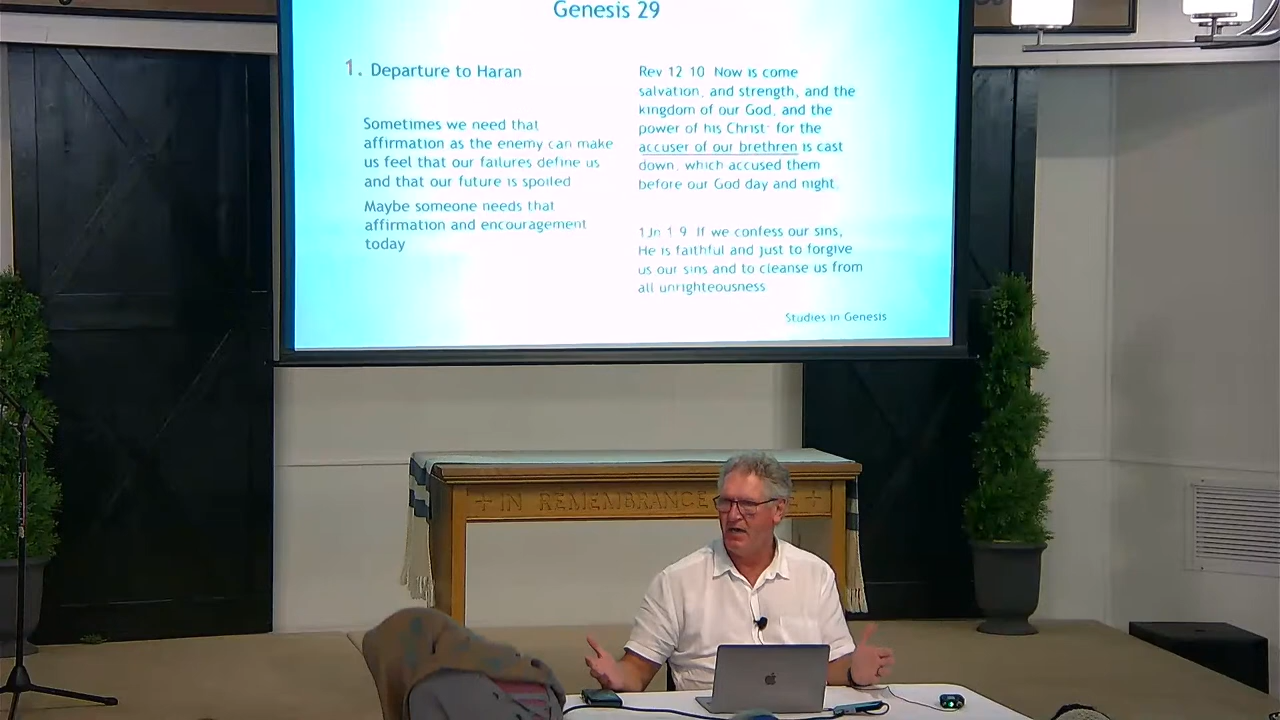 Genesis 29
1. Departure to Haran
Sometimes we need that
affirmation as the enemy can make
us feel that our failures define us
and that our future is spoiled
Maybe someone needs that
affirmation and encouragement
today
Rev 12 10 Now is come
salvation, and strength, and the
kingdom of our God, and the
power of his Christ: for the
accuser of our brethren is cast
down, which accused them
before our God day and night.
1 Jn 1 9 If we confess our sins,
He is faithful and just to forgive
us our sins and to cleanse us from
all unrighteousness
Studies in Genesis
IN REMEMBRANCE